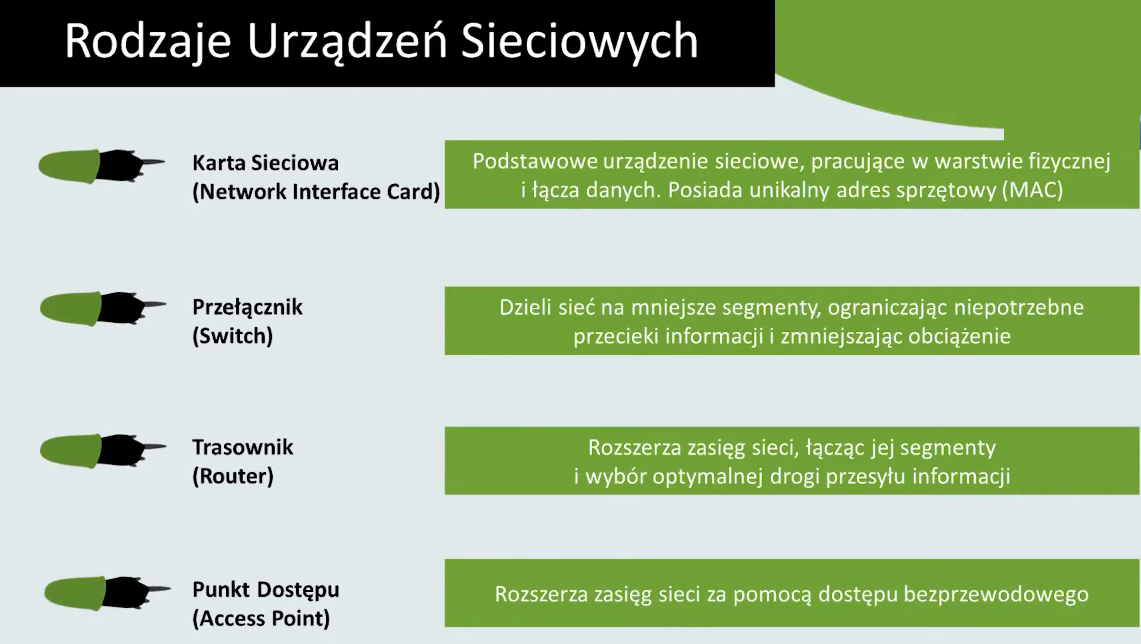 Rodzaje Urządzeń Sieciowych
Karta Sieciowa
(Network Interface Card)
Podstawowe urządzenie sieciowe, pracujące w warstwie fizycznej
i łącza danych. Posiada unikalny adres sprzętowy (MAC)
Przełącznik
(Switch)
Dzieli sieć na mniejsze segmenty, ograniczając niepotrzebne
przecieki informacji i zmniejszając obciążenie
Trasownik
(Router)
Rozszerza zasięg sieci, łącząc jej segmenty
i wybór optymalnej drogi przesyłu informacji
Punkt Dostępu
(Access Point)
Rozszerza zasięg sieci za pomocą dostępu bezprzewodowego